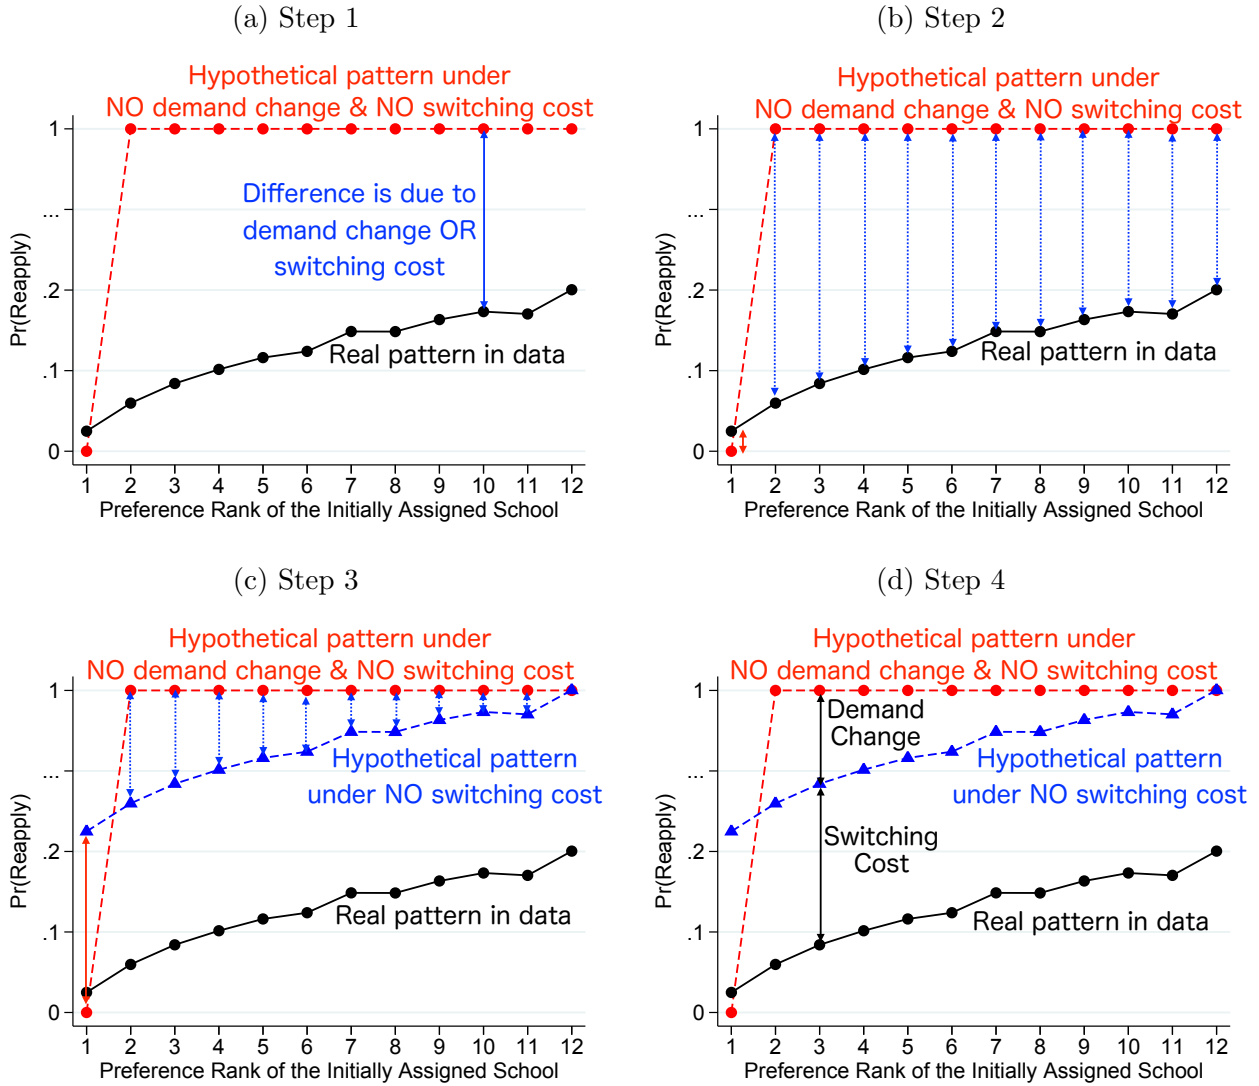 (a) Step 1
Hypothetical pattern under
NO demand change & NO switching cost
1
...
.2
.1
0
Pr(Reapply)
Difference is due to
demand change OR
switching cost
Real pattern in data
1 2 3 4 5 6 7 8 9 10 11 12
Preference Rank of the Initially Assigned School
(b) Step 2
Hypothetical pattern under
NO demand change & NO switching cost
1
...
.2
.1
0
Pr(Reapply)
Real pattern in data
1 2 3 4 5 6 7 8 9 10 11 12
Preference Rank of the Initially Assigned School
(c) Step 3
Hypothetical pattern under
NO demand change & NO switching cost
1
...
.2
.1
0
Pr(Reapply)
Hypothetical pattern
under NO switching cost
Real pattern in data
1 2 3 4 5 6 7 8 9 10 11 12
Preference Rank of the Initially Assigned School
(d) Step 4
Hypothetical pattern under
NO demand change & NO switching cost
1
...
.2
.1
0
Pr(Reapply)
Demand
Change
Hypothetical pattern
under NO switching cost
Switching
Cost
Real pattern in data
1 2 3 4 5 6 7 8 9 10 11 12
Preference Rank of the Initially Assigned School